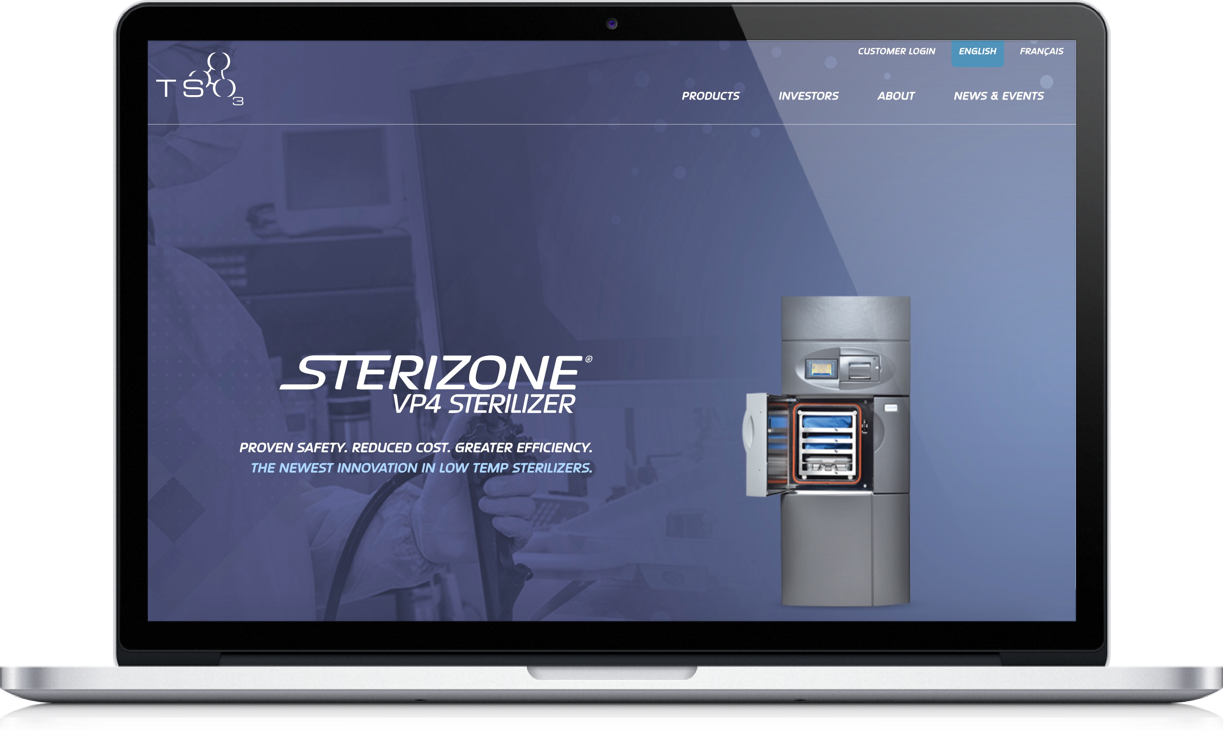 CUSTOMER LOGIN ENGLISH FRANÇAIS
TSO3
PRODUCTS INVESTORS ABOUT NEWS & EVENTS
STERIZONE®
VP4 STERILIZER
PROVEN SAFETY. REDUCED COST. GREATER EFFICIENCY.
THE NEWEST INNOVATION IN LOW TEMP STERILIZERS.